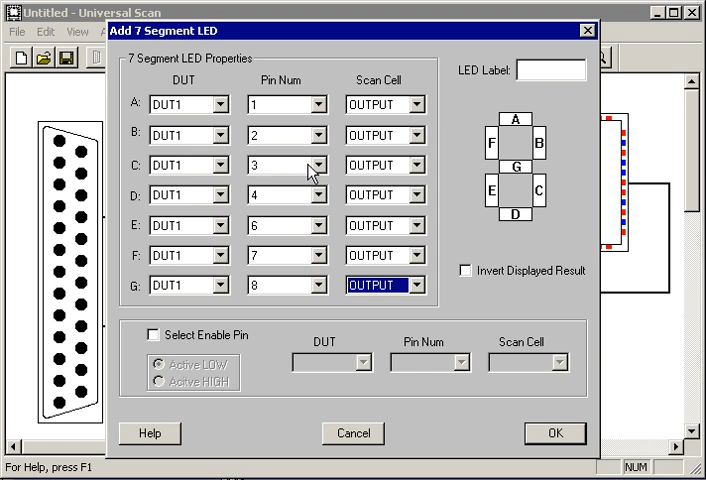 Untitled - Universal Scan
File Edit View
Add 7 Segment LED
7 Segment LED Properties
DUT Pin Num Scan Cell
LED Label:
A: DUT1 1 OUTPUT
B: DUT1 2 OUTPUT
C: DUT1 3 OUTPUT
D: DUT1 4 OUTPUT
E: DUT1 6 OUTPUT
F: DUT1 7 OUTPUT
G: DUT1 8 OUTPUT
A
F B
G
E C
D
Invert Displayed Result
Select Enable Pin
DUT Pin Num Scan Cell
Active LOW
Acitve HIGH
Help Cancel OK
For Help, press F1
NUM